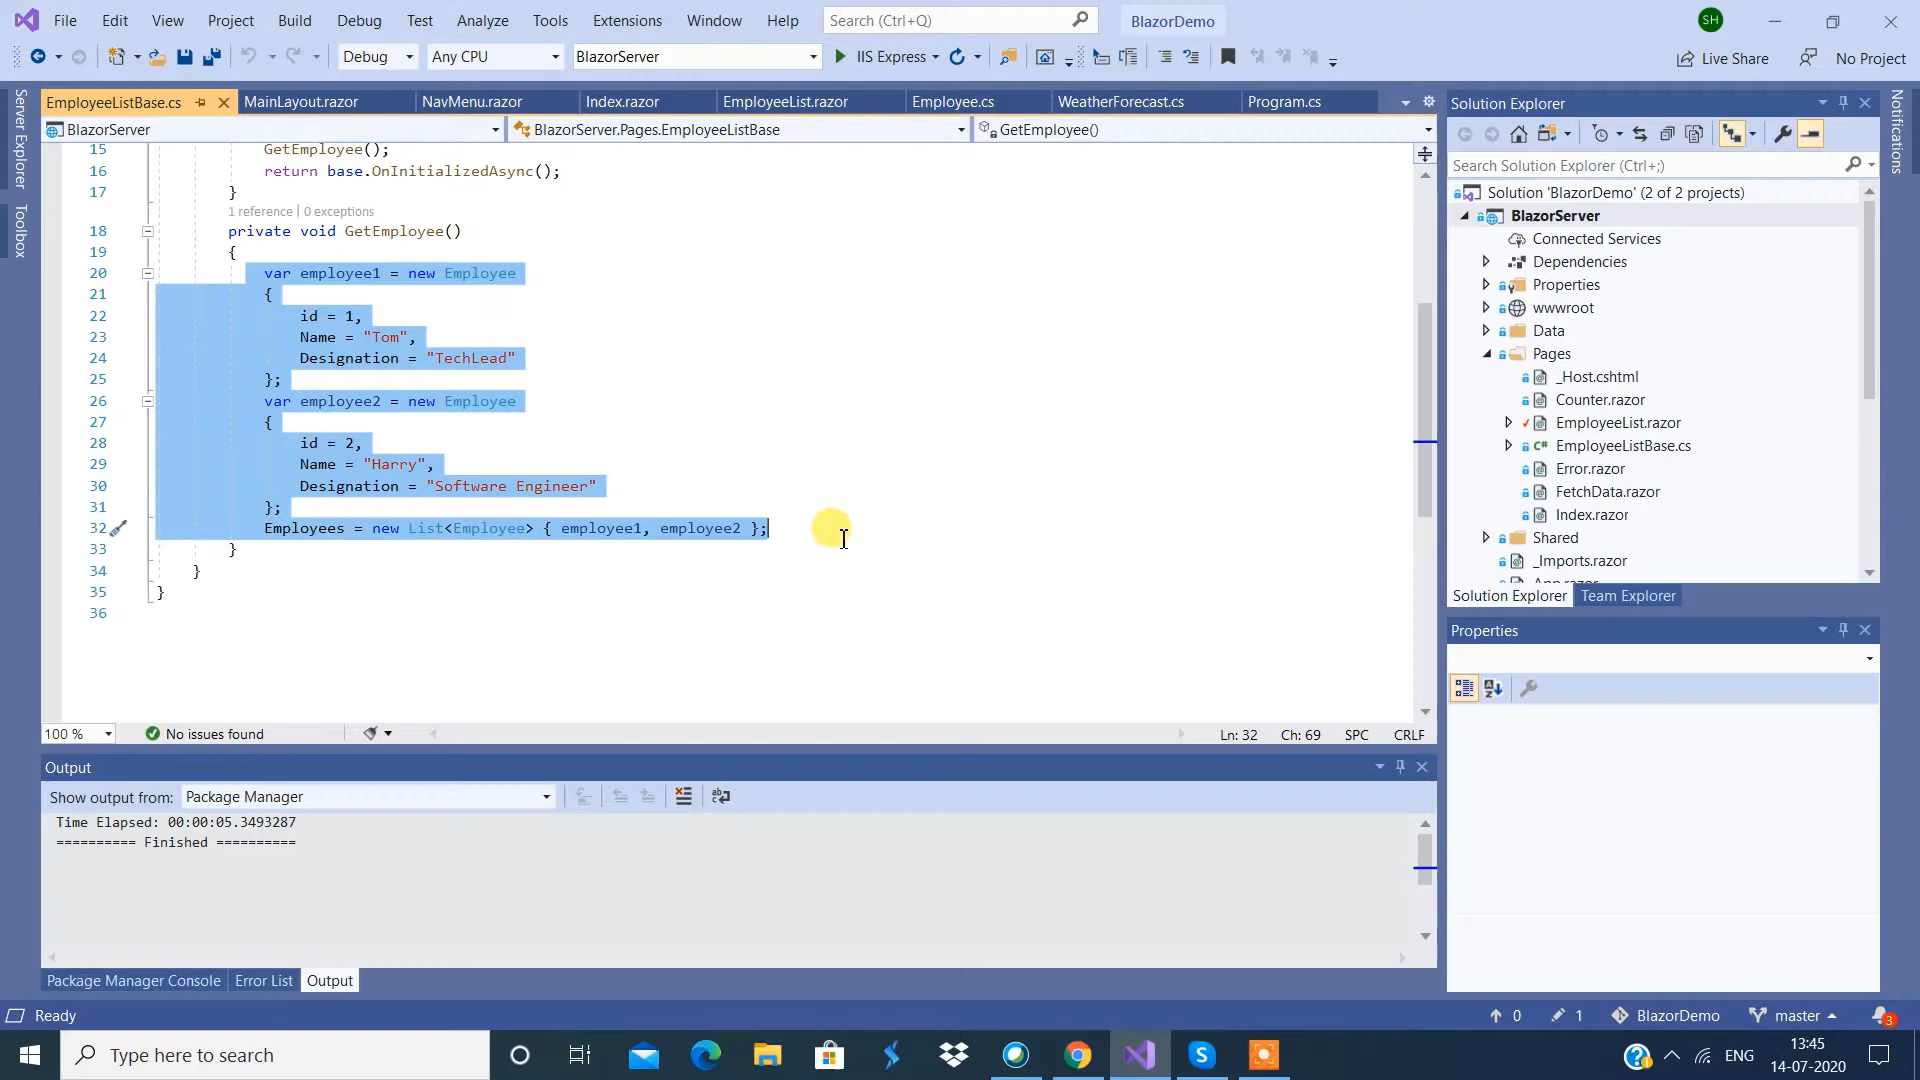 File Edit View Project Build Debug Test Analyze Tools Extensions Window Help Search (Ctrl+Q) BlazorDemo SH
Debug Any CPU BlazorServer IIS Express Live Share No Project
Server Explorer
Toolbox
EmployeeListBase.cs MainLayout.razor NavMenu.razor Index.razor EmployeeList.razor Employee.cs WeatherForecast.cs Program.cs
BlazorServer BlazorServer.Pages.EmployeeListBase GetEmployee()
15 GetEmployee();
16 return base.OnInitializedAsync();
17 }
1 reference | 0 exceptions
18 private void GetEmployee()
19 {
20 var employee1 = new Employee
21 {
22 id = 1,
23 Name = "Tom",
24 Designation = "TechLead"
25 };
26 var employee2 = new Employee
27 {
28 id = 2,
29 Name = "Harry",
30 Designation = "Software Engineer"
31 };
32 Employees = new List<Employee> { employee1, employee2 };
33 }
34 }
35 }
36
100 % No issues found Ln: 32 Ch: 69 SPC CRLF
Output
Show output from: Package Manager
Time Elapsed: 00:00:05.3493287
========== Finished ==========
Package Manager Console Error List Output
Solution Explorer
Search Solution Explorer (Ctrl+;)
Solution 'BlazorDemo' (2 of 2 projects)
BlazorServer
Connected Services
Dependencies
Properties
wwwroot
Data
Pages
_Host.cshtml
Counter.razor
EmployeeList.razor
C# EmployeeListBase.cs
Error.razor
FetchData.razor
Index.razor
Shared
_Imports.razor
App.razor
Solution Explorer Team Explorer
Properties
Notifications
Ready 0 1 BlazorDemo master 3
Type here to search ENG 13:45
14-07-2020